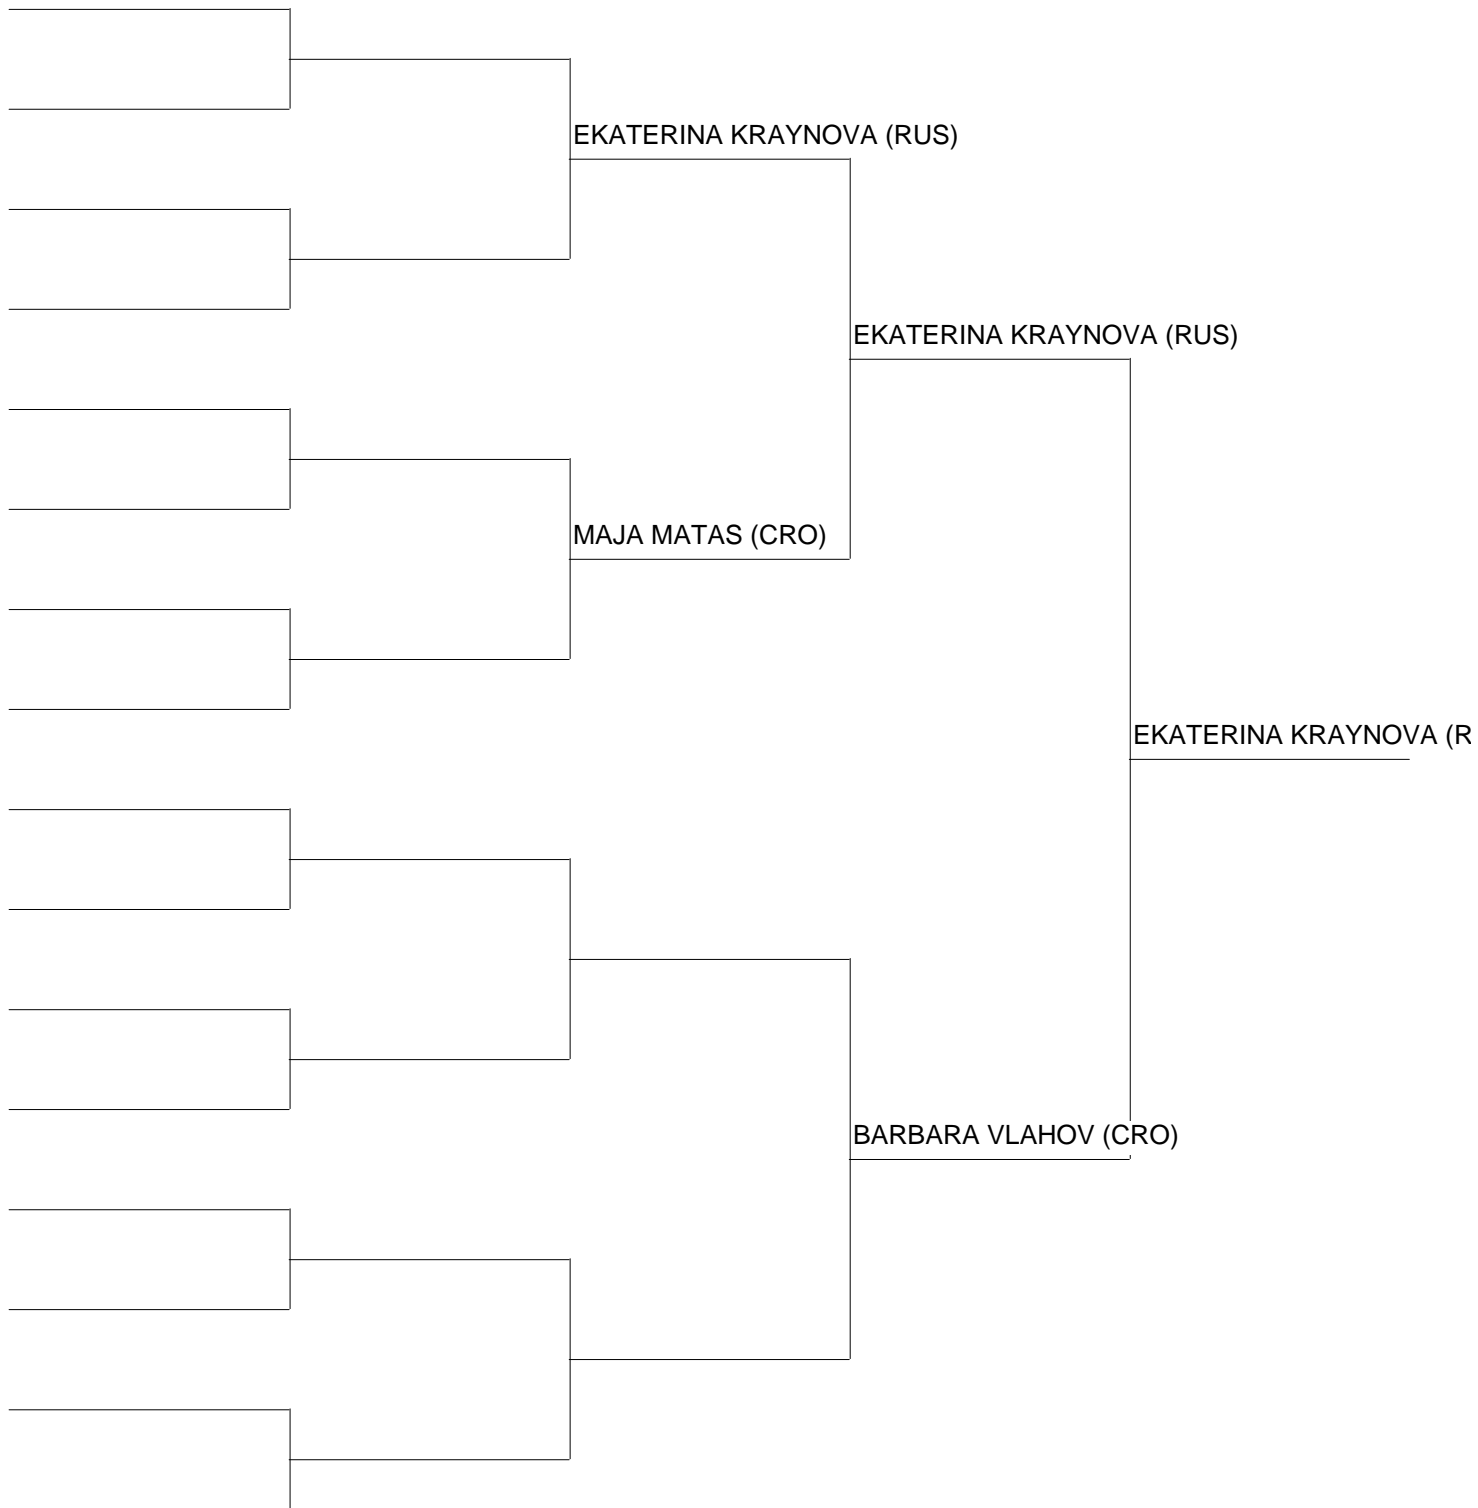 EKATERINA KRAYNOVA (RUS)
EKATERINA KRAYNOVA (RUS)
MAJA MATAS (CRO)
EKATERINA KRAYNOVA (R
BARBARA VLAHOV (CRO)